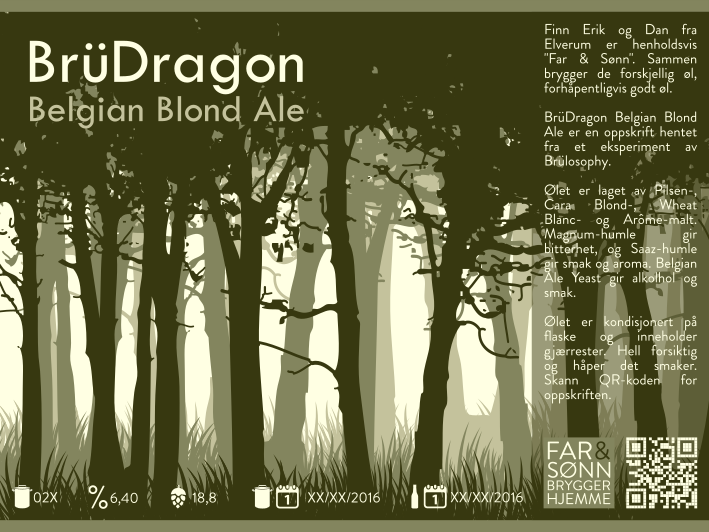 BrüDragon
Belgian Blond Ale
Finn Erik og Dan fra
Elverum er henholdsvis
"Far & Sønn". Sammen
brygger de forskjellig øl,
forhåpentligvis godt øl.
BrüDragon Belgian Blond
Ale er en oppskrift hentet
fra et eksperiment av
Brülosophy.
Ølet er laget av Pilsen-,
Cara Blond-, Wheat
Blanc- og Arôme-malt.
Magnum-humle gir
bitterhet, og Saaz-humle
gir smak og aroma. Belgian
Ale Yeast gir alkolhol og
smak.
Ølet er kondisjonert på
flaske og inneholder
gjærrester. Hell forsiktig
og håper det smaker.
Skann QR-koden for
oppskriften.
FAR&
SØNN
BRYGGER
HJEMME
02X % 6,40 18,8 1 XX/XX/2016 1 XX/XX/2016